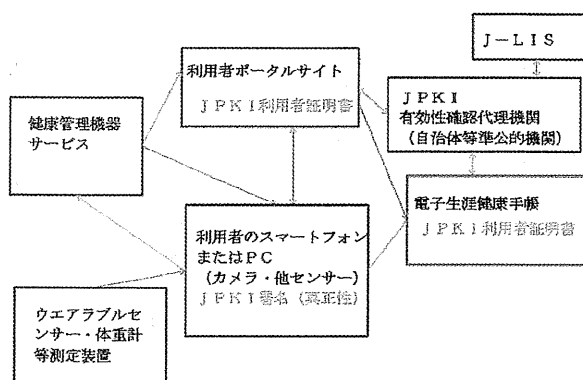 J－LIS
利用者ポータルサイト
JPKI利用者証明書
JPKI
有効性確認代理機関
（自治体等準公的機関）
健康管理機器
サービス
電子生涯健康手帳
JPKI利用者証明書
利用者のスマートフォン
またはPC
（カメラ・他センサー）
JPKI署名（真正性）
ウエアラブルセ
ンサー・体重計
等測定装置